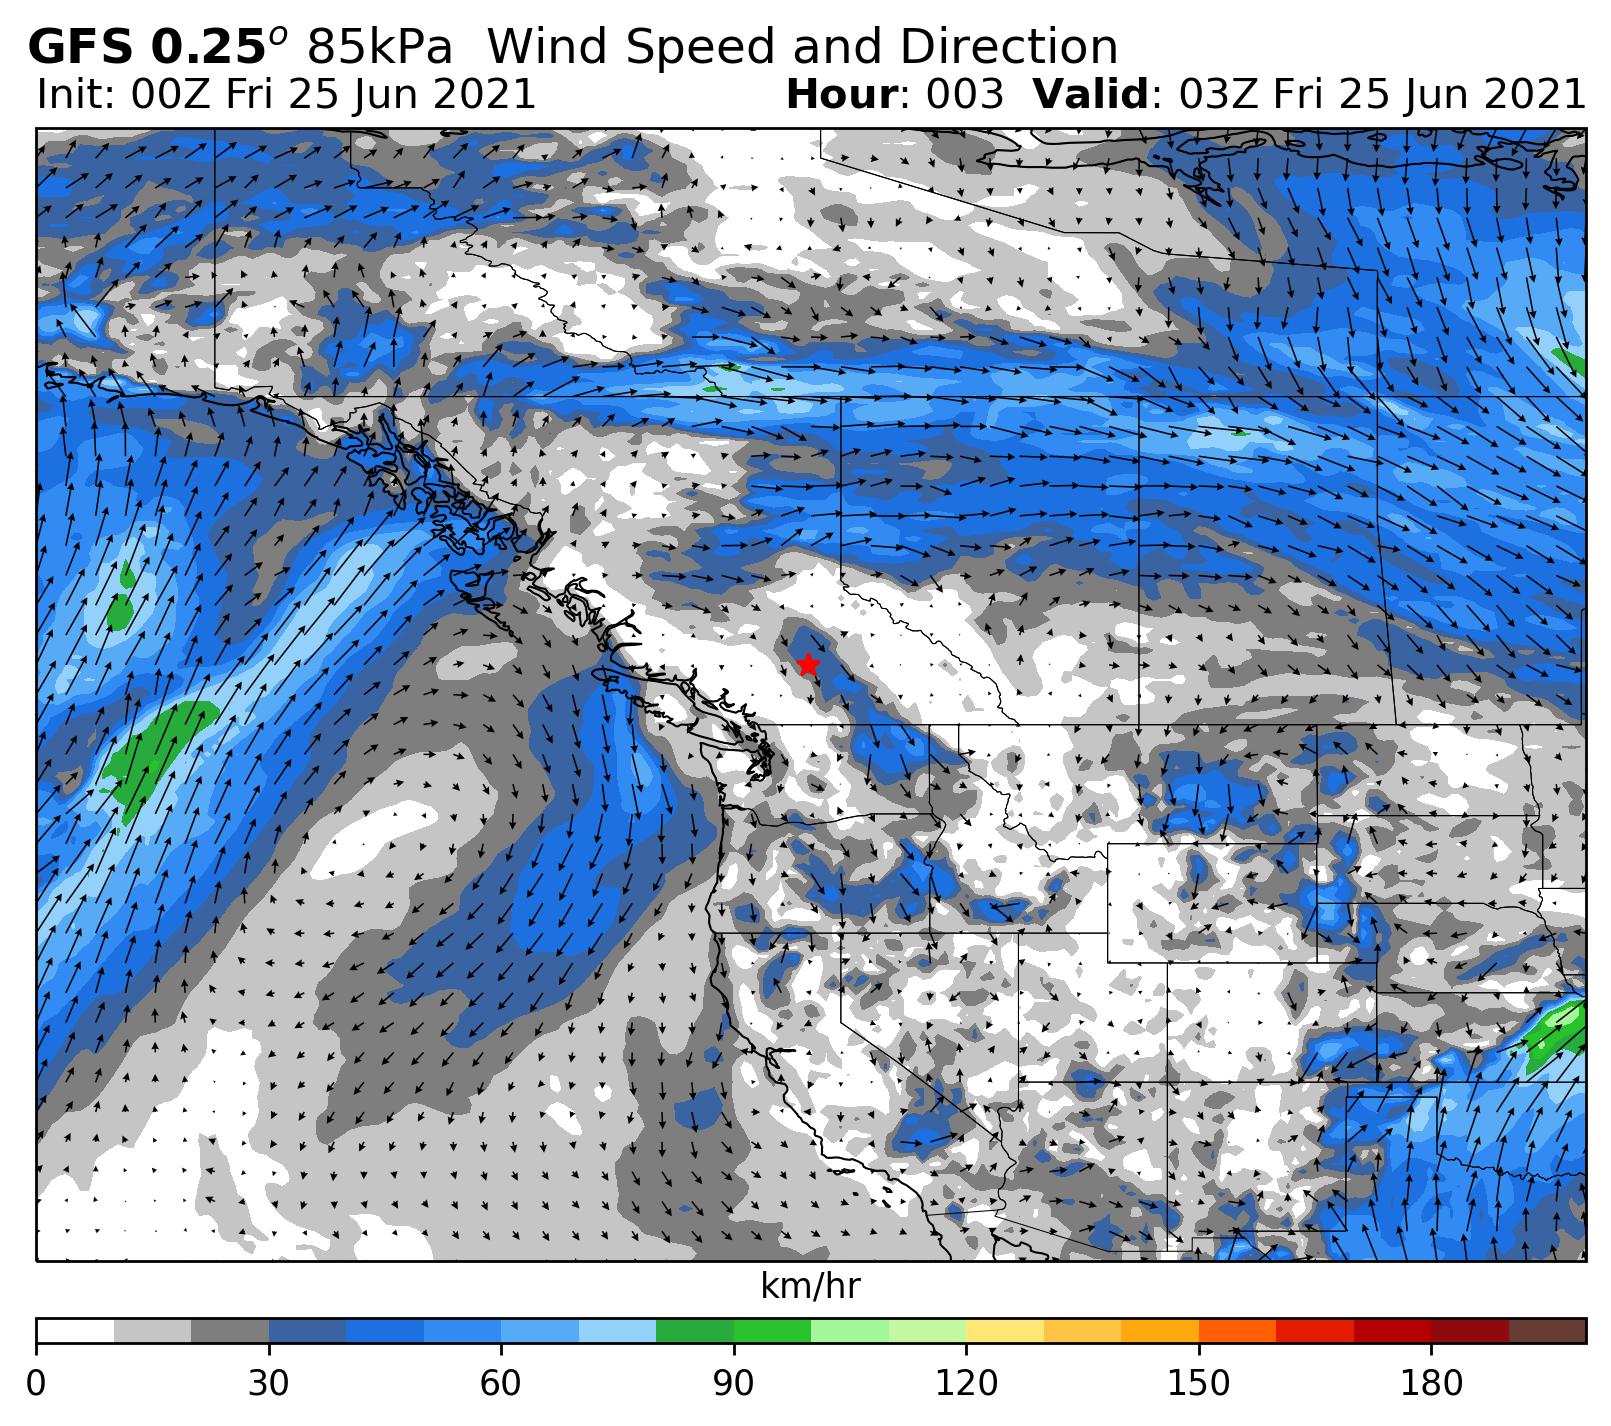 GFS 0.25° 85kPa Wind Speed and Direction
Init: 00Z Fri 25 Jun 2021 Hour: 003 Valid: 03Z Fri 25 Jun 2021
km/hr
0 30 60 90 120 150 180